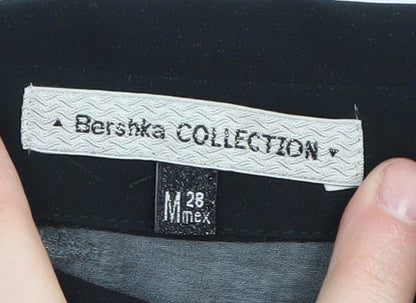 ▲ Bershka COLLECTION ▼
M 28
mex